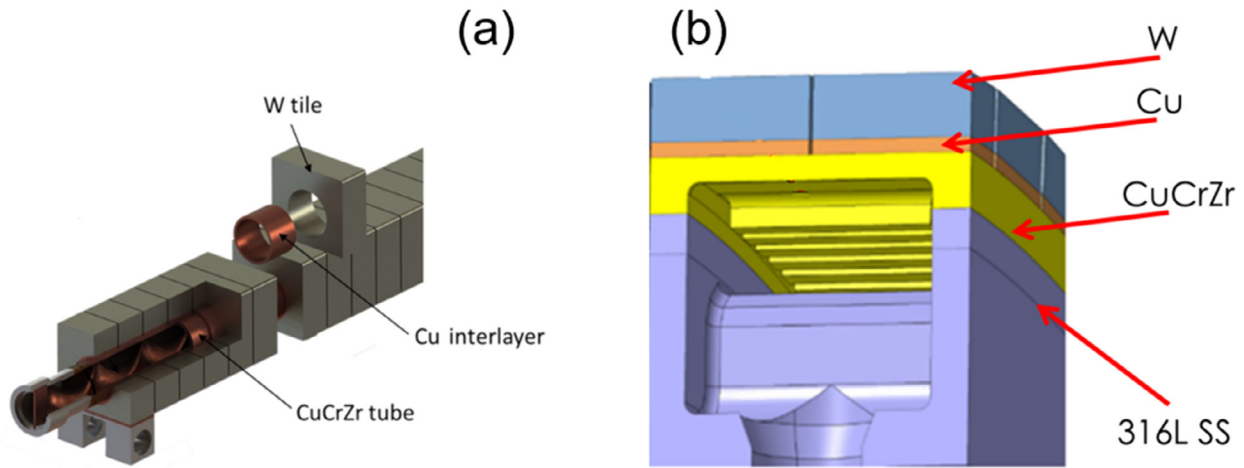 (a)
W tile
Cu interlayer
CuCrZr tube
(b)
W
Cu
CuCrZr
316L SS